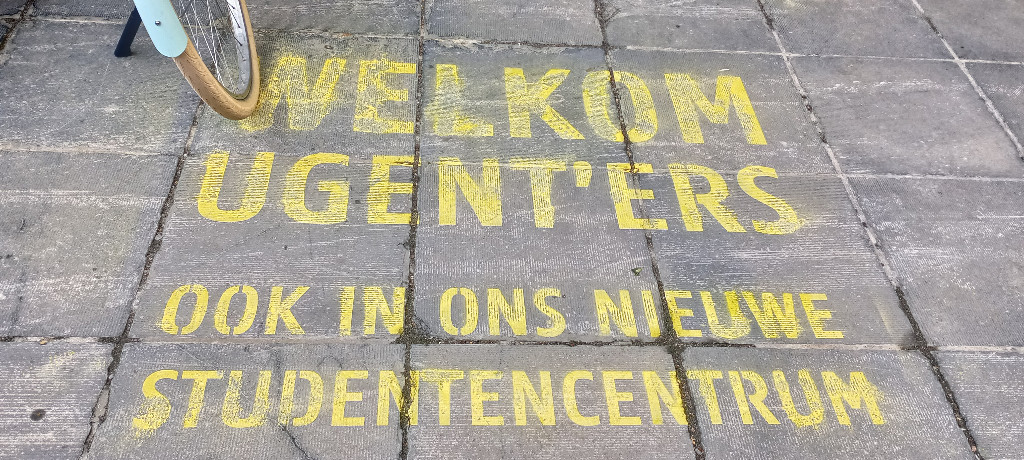 WELKOM
UGENT'ERS
OOK IN ONS NIEUWE
STUDENTENCENTRUM